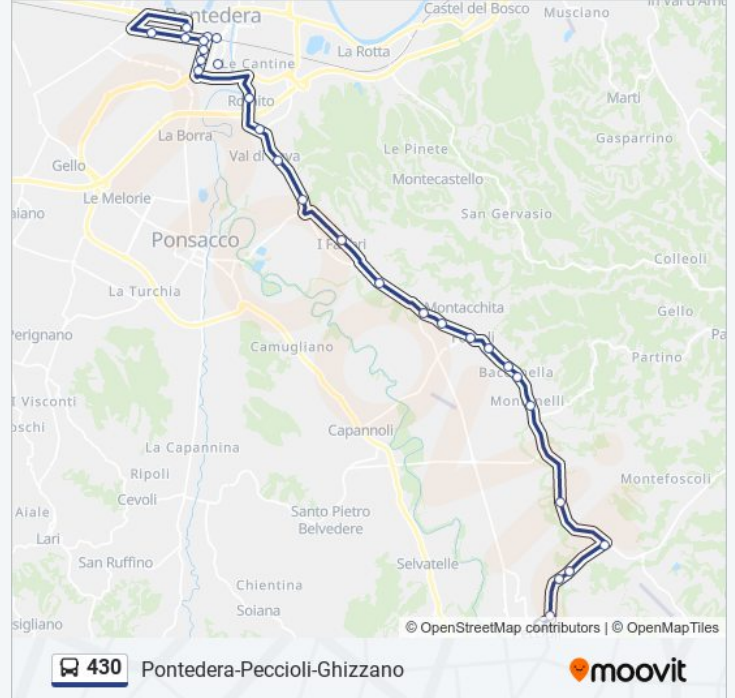 Castel del Bosco
Musciano
Pontedera
La Rotta
Le Cantine
Marti
La Borra
Gasparrino
Le Pinete
Gello
Montecastello
Le Melorie
San Gervasio
Ponsacco
Colleoli
La Turchia
Montacchita
Gello
Camugliano
Partino
Capannoli
La Capannina
Ripoli
Montefoscoli
Cevoli
Aiale
Santo Pietro
Belvedere
Lari
San Ruffino
Selvatelle
Chientina
Soiana
© OpenStreetMap contributors | © OpenMapTiles
430 Pontedera-Peccioli-Ghizzano
moovit